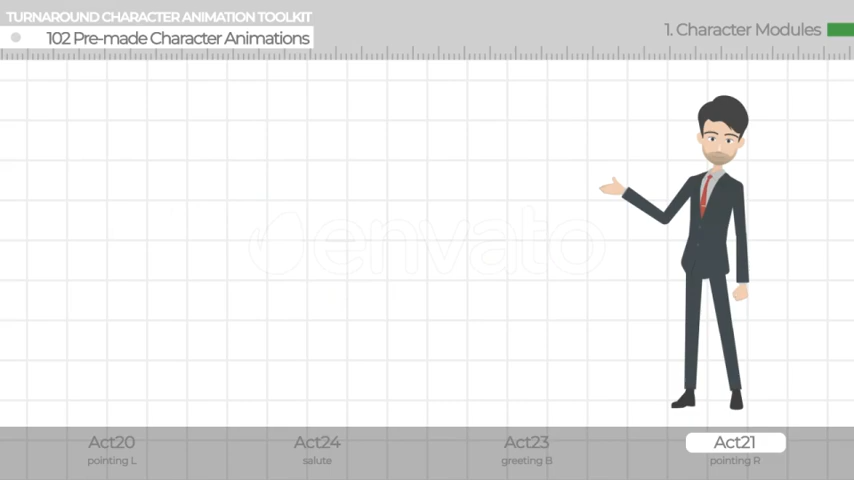 TURNAROUND CHARACTER ANIMATION TOOLKIT
102 Pre-made Character Animations
1. Character Modules
envato
Act20
pointing L
Act24
salute
Act23
greeting B
Act21
pointing R